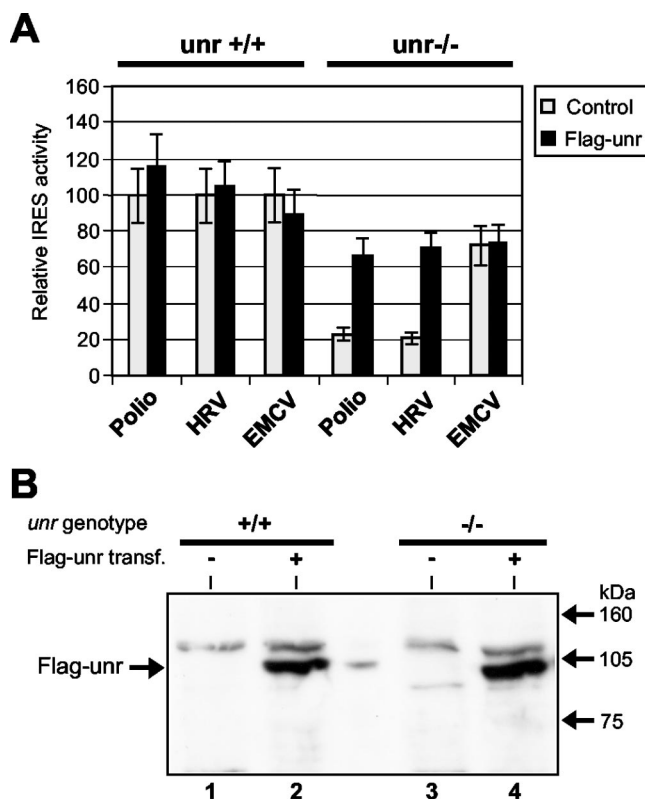 A
unr +/+ unr-/-
160
140
120
100
80
60
40
20
0
Relative IRES activity
Polio HRV EMCV Polio HRV EMCV
Control
Flag-unr
B
unr genotype +/+ -/-
Flag-unr transf. - + - +
kDa
160
Flag-unr 105
75
1 2 3 4